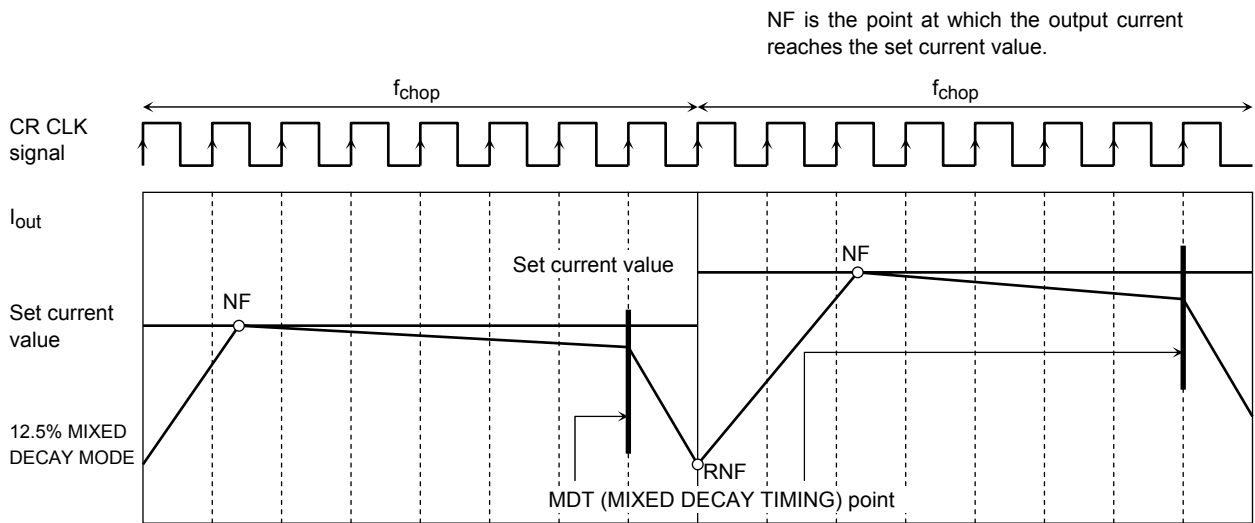 NF is the point at which the output current
reaches the set current value.
fchop
fchop
CR CLK
signal
Iout
NF
Set current value
NF
Set current
value
12.5% MIXED
DECAY MODE
RNF
MDT (MIXED DECAY TIMING) point